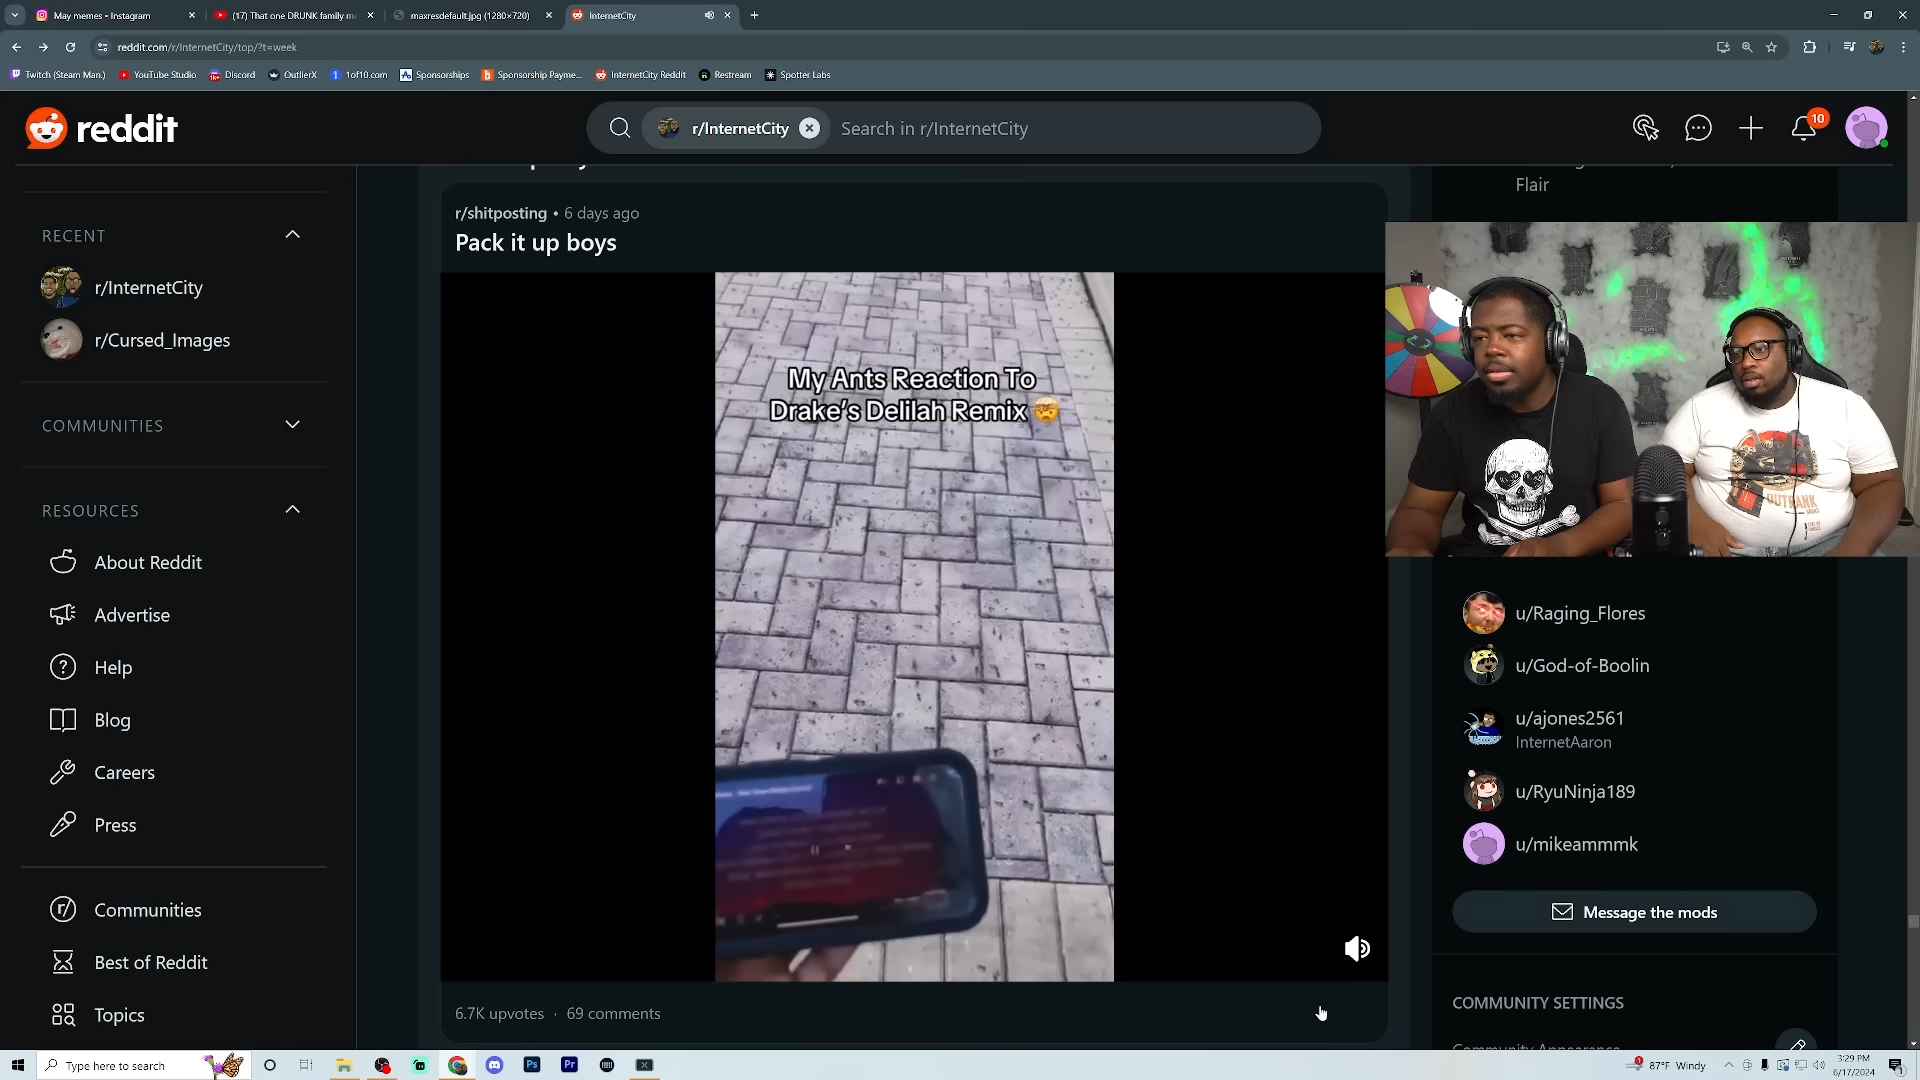 May memes - Instagram
(17) That one DRUNK family me
maxresdefault.jpg (1280×720)
InternetCity
reddit.com/r/InternetCity/top/?t=week
Twitch (Steam Man.)
YouTube Studio
Discord
OutlierX
1of10.com
Sponsorships
Sponsorship Payme...
InternetCity Reddit
Restream
Spotter Labs
reddit
r/InternetCity
Search in r/InternetCity
10
Flair
RECENT
r/InternetCity
r/Cursed_Images
COMMUNITIES
RESOURCES
About Reddit
Advertise
Help
Blog
Careers
Press
Communities
Best of Reddit
Topics
r/shitposting • 6 days ago
Pack it up boys
My Ants Reaction To
Drake's Delilah Remix 🤯
6.7K upvotes · 69 comments
OUTRANK
u/Raging_Flores
u/God-of-Boolin
u/ajones2561
InternetAaron
u/RyuNinja189
u/mikeammmk
Message the mods
COMMUNITY SETTINGS
Community Appearance
Type here to search
87°F Windy
3:29 PM
6/17/2024